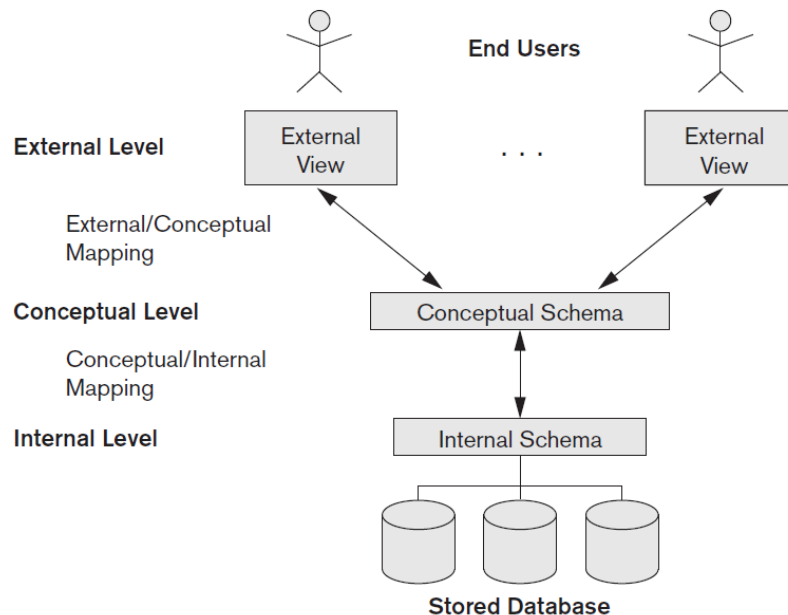 End Users
External Level
External
View
. . .
External
View
External/Conceptual
Mapping
Conceptual Level
Conceptual Schema
Conceptual/Internal
Mapping
Internal Level
Internal Schema
Stored Database